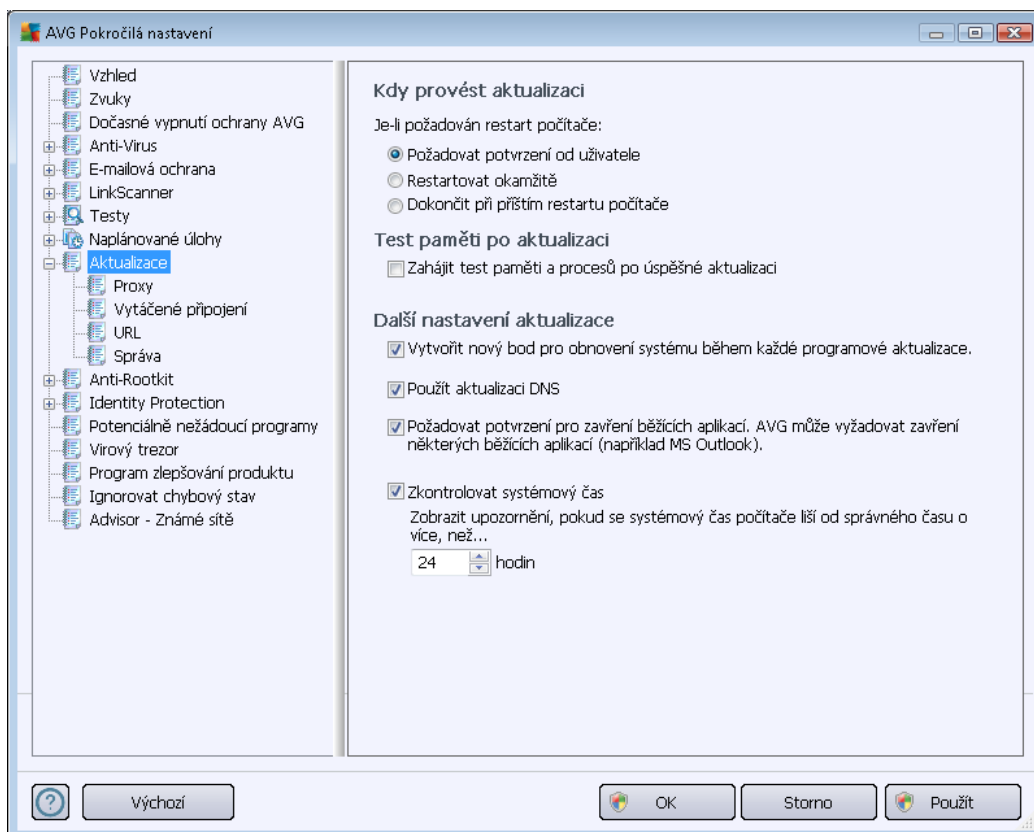 AVG Pokročilá nastavení
Vzhled
Zvuky
Dočasné vypnutí ochrany AVG
Anti-Virus
E-mailová ochrana
LinkScanner
Testy
Naplánované úlohy
Aktualizace
Proxy
Vytáčené připojení
URL
Správa
Anti-Rootkit
Identity Protection
Potenciálně nežádoucí programy
Virový trezor
Program zlepšování produktu
Ignorovat chybový stav
Advisor - Známé sítě
Kdy provést aktualizaci
Je-li požadován restart počítače:
Požadovat potvrzení od uživatele
Restartovat okamžitě
Dokončit při příštím restartu počítače
Test paměti po aktualizaci
Zahájit test paměti a procesů po úspěšné aktualizaci
Další nastavení aktualizace
Vytvořit nový bod pro obnovení systému během každé programové aktualizace.
Použít aktualizaci DNS
Požadovat potvrzení pro zavření běžících aplikací. AVG může vyžadovat zavření
některých běžících aplikací (například MS Outlook).
Zkontrolovat systémový čas
Zobrazit upozornění, pokud se systémový čas počítače liší od správného času o
více, než...
24 hodin
? Výchozí OK Storno Použít